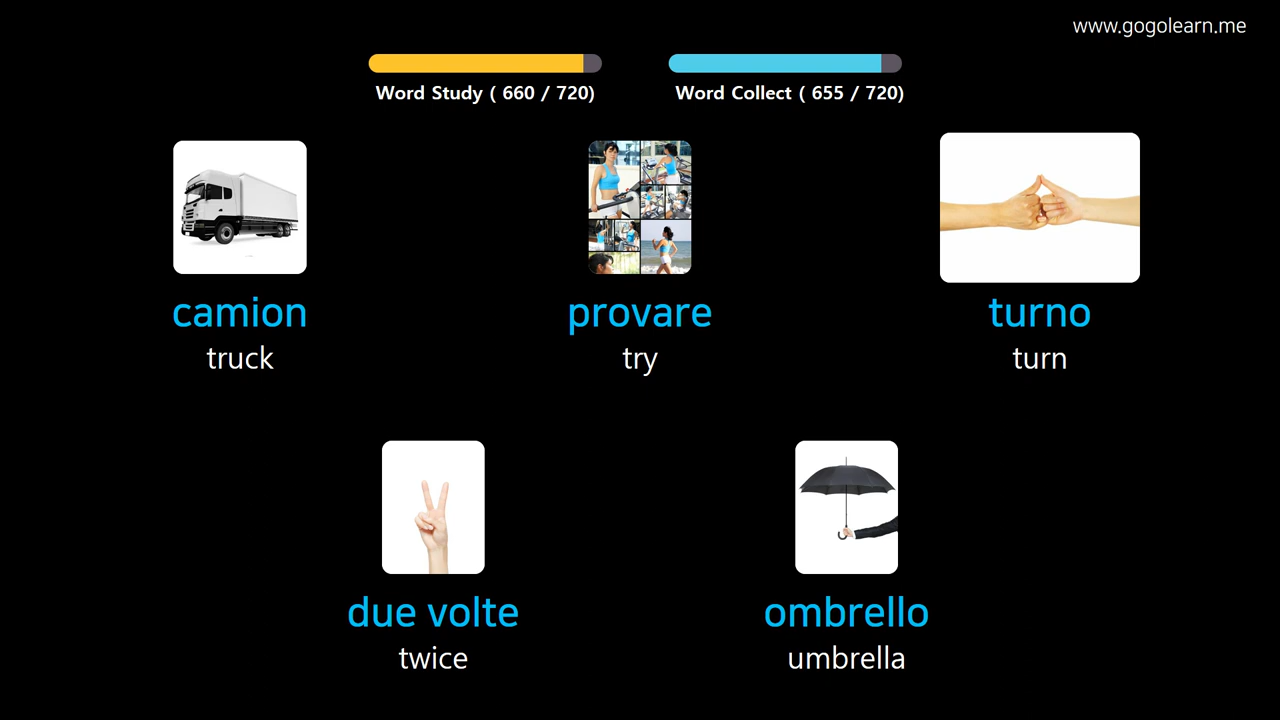 www.gogolearn.me
Word Study ( 660 / 720)
Word Collect ( 655 / 720)
camion
truck
provare
try
turno
turn
due volte
twice
ombrello
umbrella